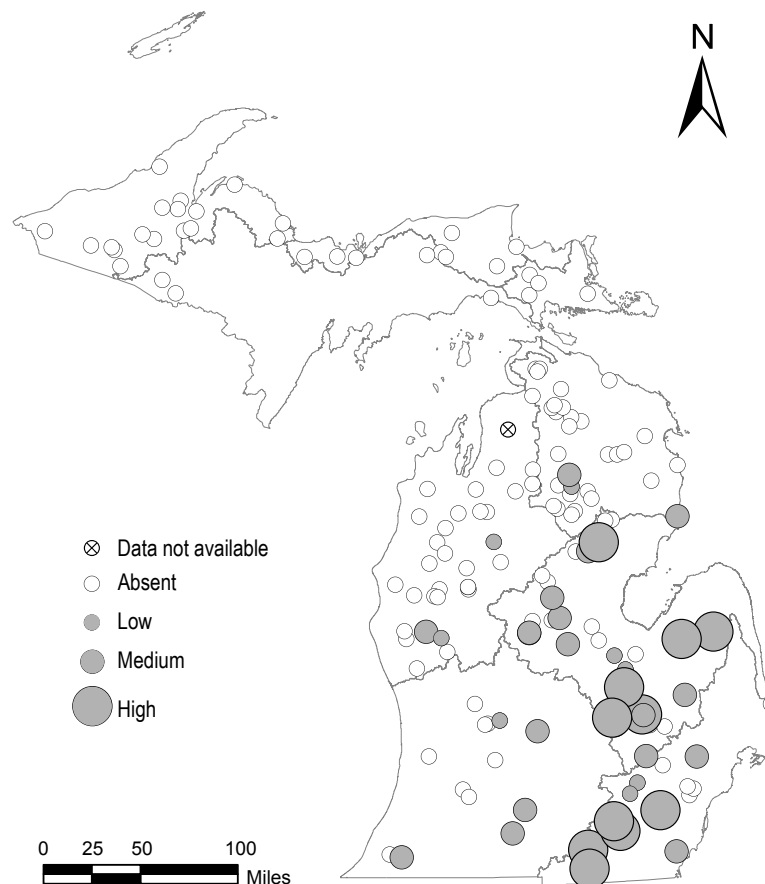 N
Data not available
Absent
Low
Medium
High
0 25 50 100
Miles